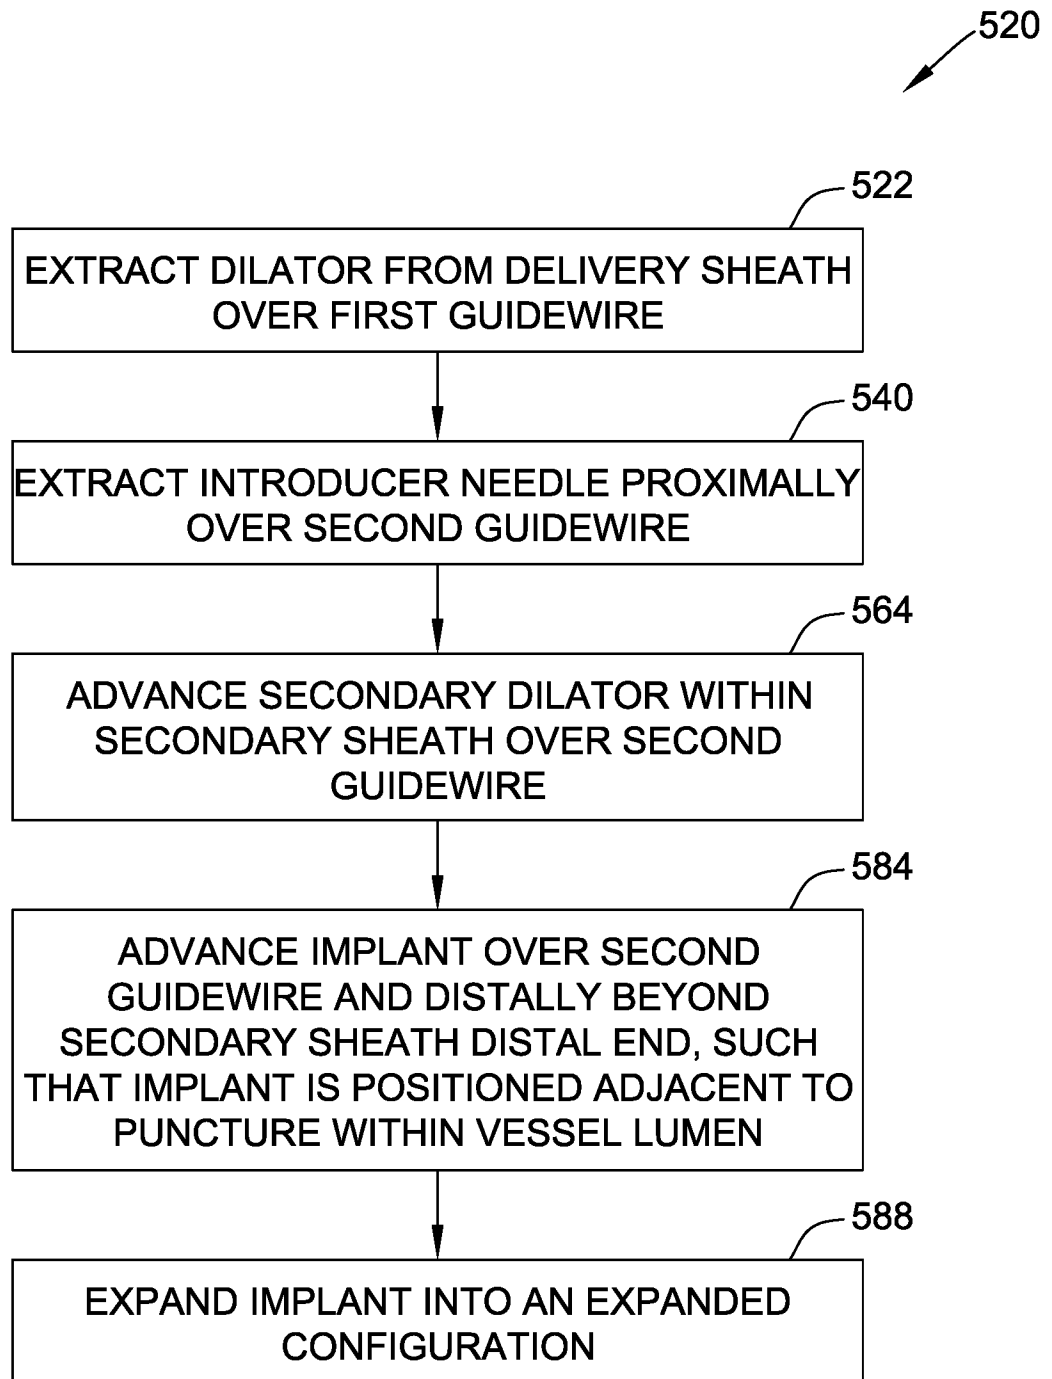 520
522
EXTRACT DILATOR FROM DELIVERY SHEATH
OVER FIRST GUIDEWIRE
540
EXTRACT INTRODUCER NEEDLE PROXIMALLY
OVER SECOND GUIDEWIRE
564
ADVANCE SECONDARY DILATOR WITHIN
SECONDARY SHEATH OVER SECOND
GUIDEWIRE
584
ADVANCE IMPLANT OVER SECOND
GUIDEWIRE AND DISTALLY BEYOND
SECONDARY SHEATH DISTAL END, SUCH
THAT IMPLANT IS POSITIONED ADJACENT TO
PUNCTURE WITHIN VESSEL LUMEN
588
EXPAND IMPLANT INTO AN EXPANDED
CONFIGURATION